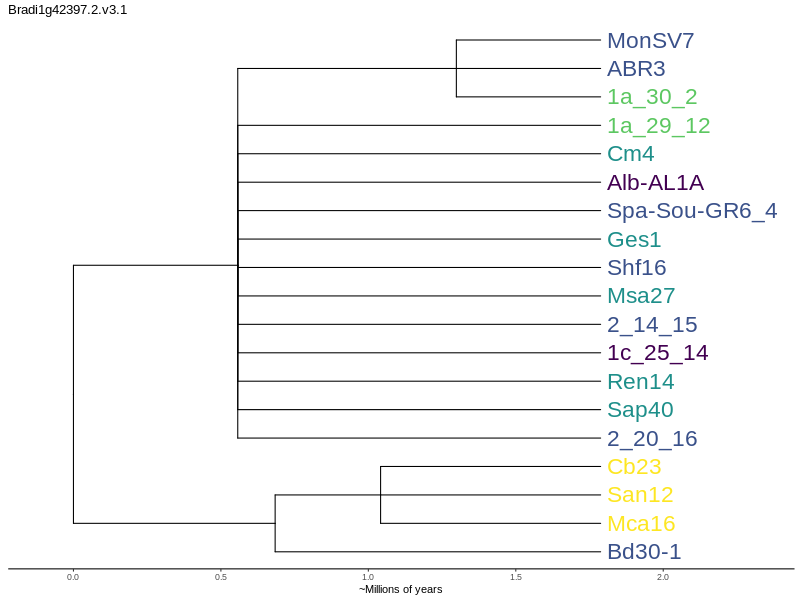 Bradi1g42397.2.v3.1
MonSV7
ABR3
1a_30_2
1a_29_12
Cm4
Alb-AL1A
Spa-Sou-GR6_4
Ges1
Shf16
Msa27
2_14_15
1c_25_14
Ren14
Sap40
2_20_16
Cb23
San12
Mca16
Bd30-1
0.0 0.5 1.0 1.5 2.0
~Millions of years